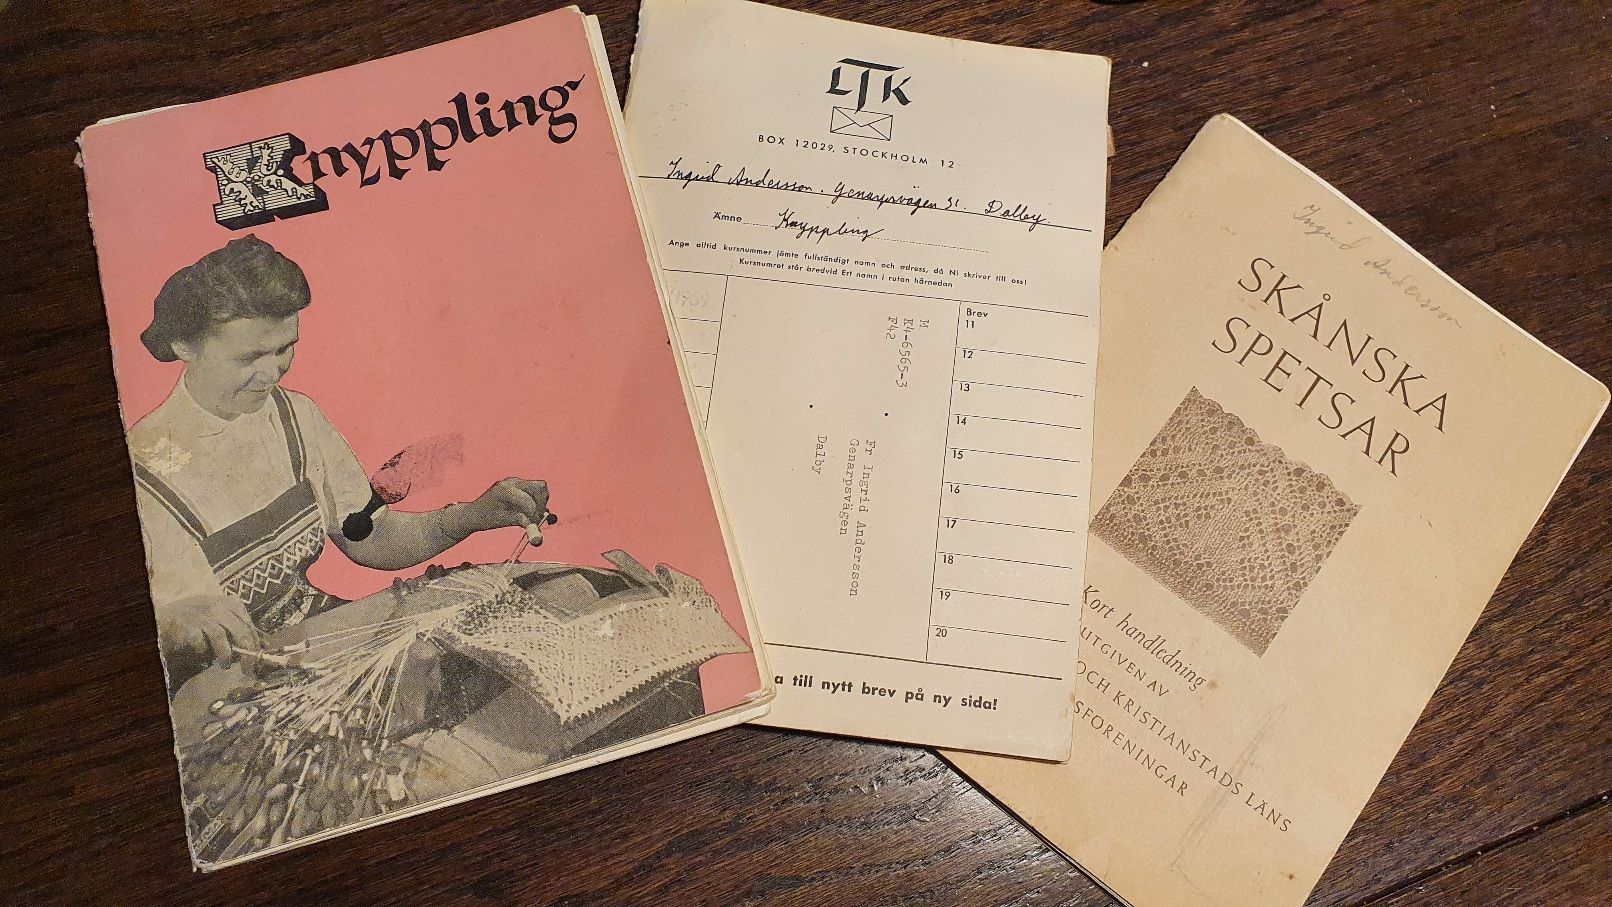 Knyppling
LTK
BOX 12029, STOCKHOLM 12
Ingrid Andersson. Genarpsvägen 51. Dalby.
Ämne Knyppling
Ange alltid kursnummer jämte fullständigt namn och adress, då Ni skriver till oss!
Kursnumret står bredvid Ert namn i rutan härnedan
Brev
11
12
13
14
15
16
17
18
19
20
M
K4-6565-3
F42
Fr Ingrid Andersson
Genarpsvägen
Dalby
a till nytt brev på ny sida!
Ingrid Andersson
SKÅNSKA
SPETSAR
Kort handledning
UTGIVEN AV
OCH KRISTIANSTADS LÄNS
SFÖRENINGAR